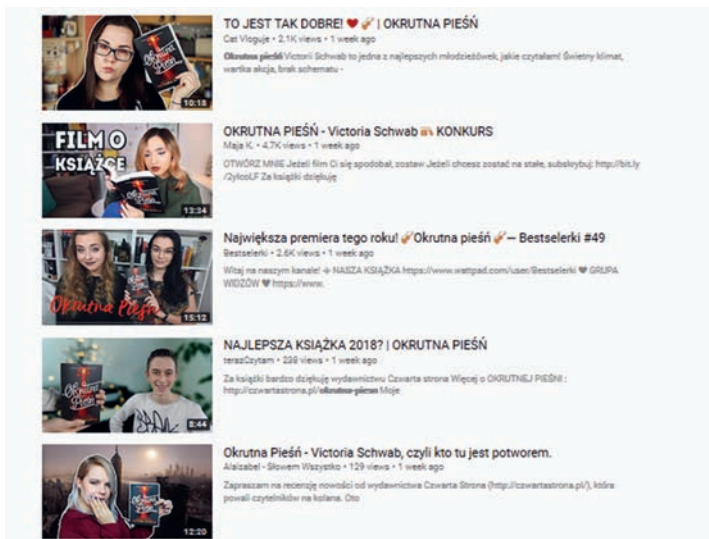 TO JEST TAK DOBRE! ❤️ 🎻 | OKRUTNA PIEŚŃ
Cat Vloguje • 2.1K views • 1 week ago
Okrutna pieśń Victorii Schwab to jedna z najlepszych młodzieżówek, jakie czytałam! Świetny klimat,
wartka akcja, brak schematu -
10:18
FILM O
KSIĄŻCE
13:34
OKRUTNA PIEŚŃ - Victoria Schwab 📚 KONKURS
Maja K. • 4.7K views • 1 week ago
OTWÓRZ MNIE Jeżeli film Ci się spodobał, zostaw Jeżeli chcesz zostać na stałe, subskrybuj: http://bit.ly
/2yIcoLF Za książki dziękuję
Okrutna Pieśń
15:12
Największa premiera tego roku! 🎻Okrutna pieśń 🎻— Bestselerki #49
Bestselerki • 2.6K views • 1 week ago
Witaj na naszym kanale! → NASZA KSIĄŻKA https://www.wattpad.com/user/Bestselerki ♥ GRUPA
WIDZÓW ♥ https://www.
Okrutna Pieśń
8:44
NAJLEPSZA KSIĄŻKA 2018? | OKRUTNA PIEŚŃ
terazCzytam • 239 views • 1 week ago
Za książki bardzo dziękuję wydawnictwu Czwarta strona Więcej o OKRUTNEJ PIEŚNI :
http://czwartastrona.pl/okrutna-piesn Moje
12:20
Okrutna Pieśń - Victoria Schwab, czyli kto tu jest potworem.
Alaizabel - Słowem Wszystko • 129 views • 1 week ago
Zapraszam na recenzję nowości od wydawnictwa Czwarta Strona (http://czwartastrona.pl/), która
powali czytelników na kolana. Oto